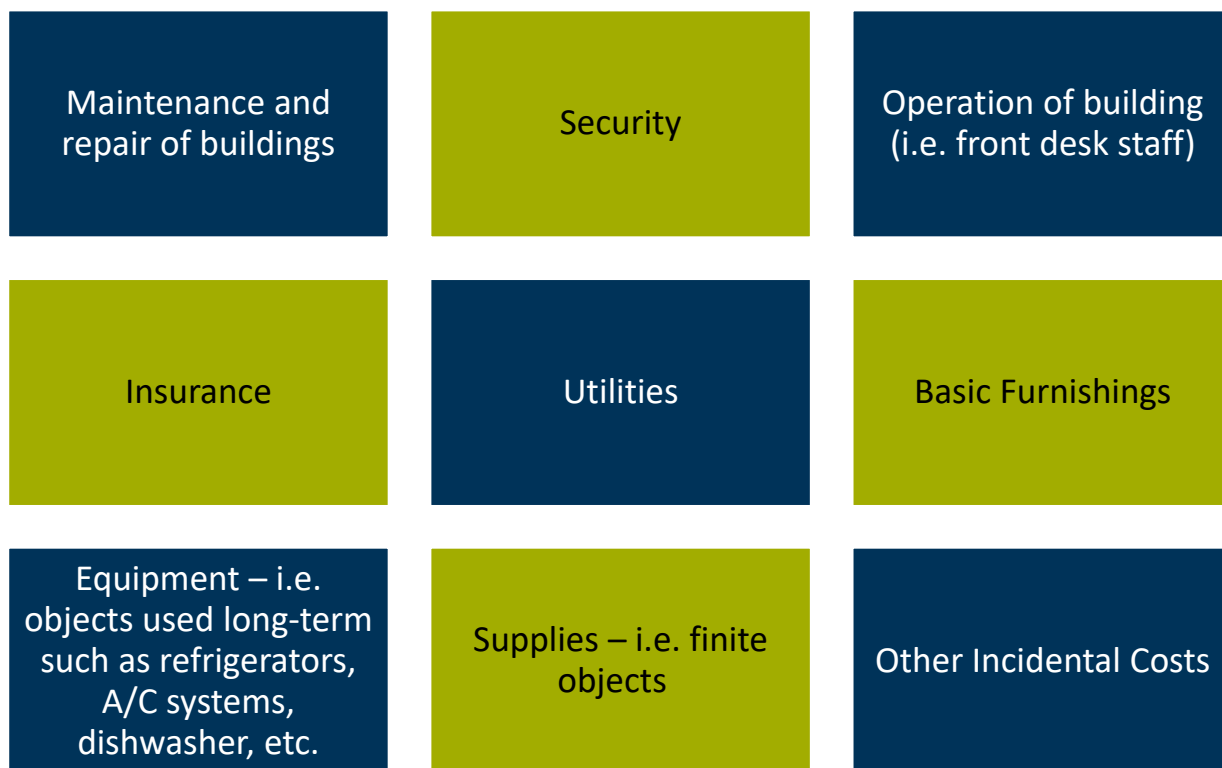 Maintenance and
repair of buildings
Security
Operation of building
(i.e. front desk staff)
Insurance
Utilities
Basic Furnishings
Equipment – i.e.
objects used long-term
such as refrigerators,
A/C systems,
dishwasher, etc.
Supplies – i.e. finite
objects
Other Incidental Costs